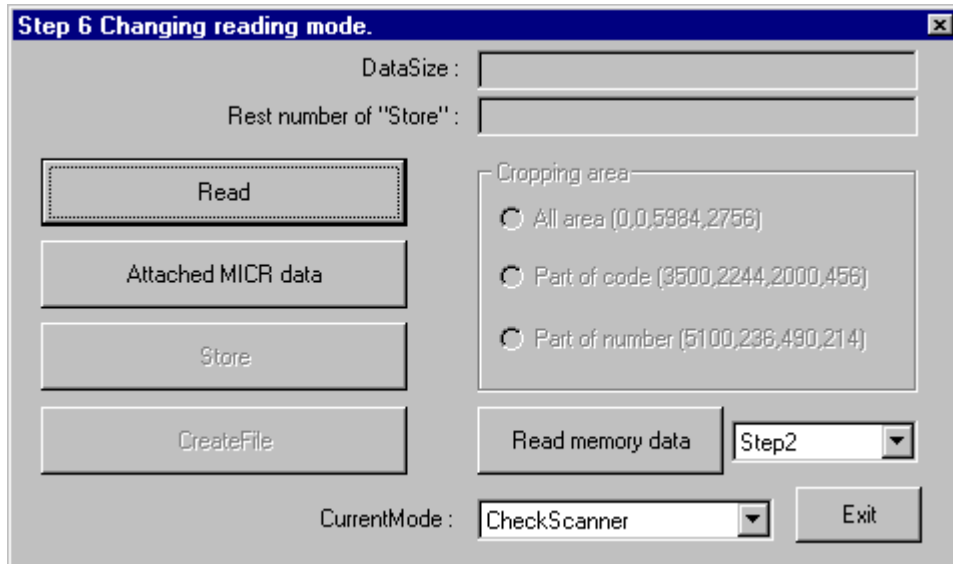 Step 6 Changing reading mode.
DataSize :
Rest number of "Store" :
Read
Cropping area
All area (0,0,5984,2756)
Attached MICR data
Part of code (3500,2244,2000,456)
Store
Part of number (5100,236,490,214)
CreateFile
Read memory data
Step2
CurrentMode :
CheckScanner
Exit